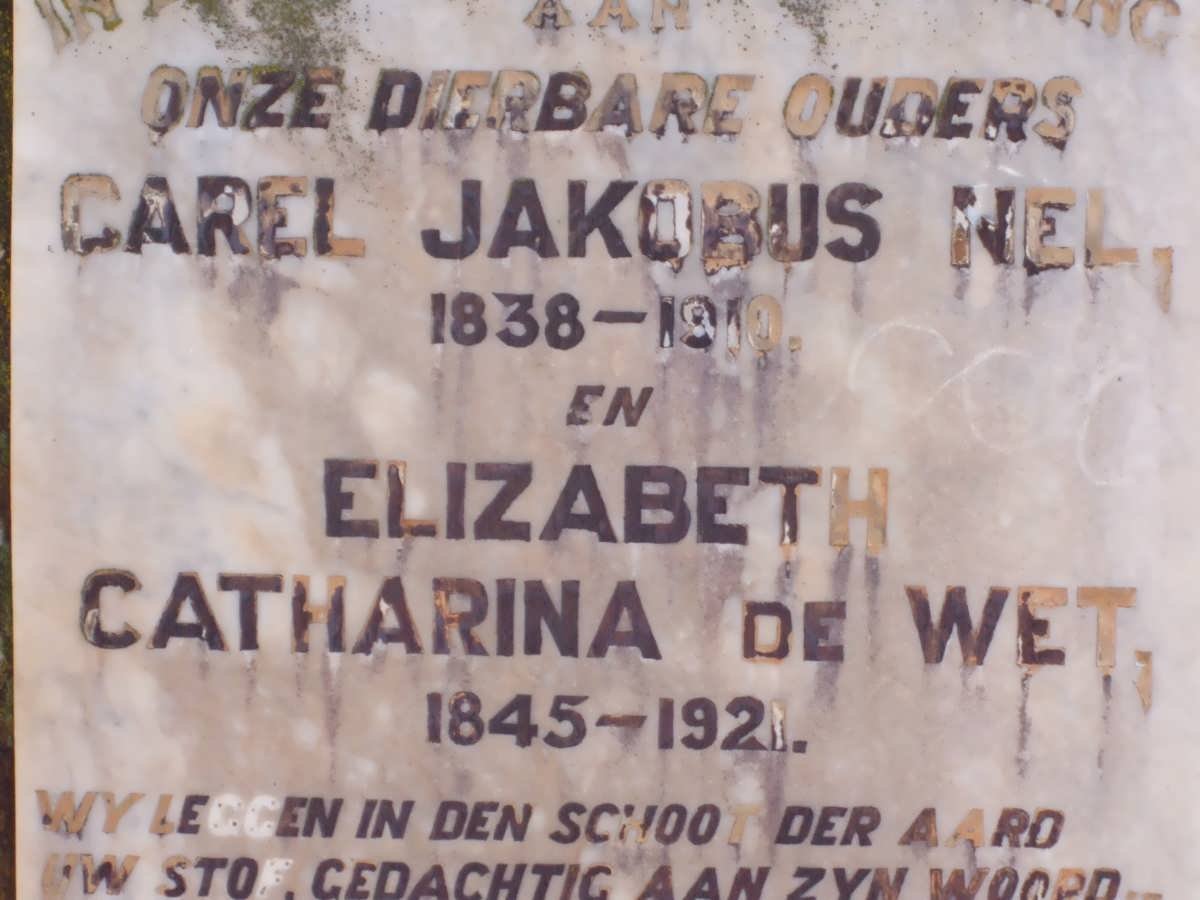 IN
AAN
ONZE DIERBARE OUDERS
CAREL JAKOBUS NEL,
1838-1910.
EN
ELIZABETH
CATHARINA DE WET,
1845-1921.
WY LEGGEN IN DEN SCHOOT DER AARD
UW STOF, GEDACHTIG AAN ZYN WOORD